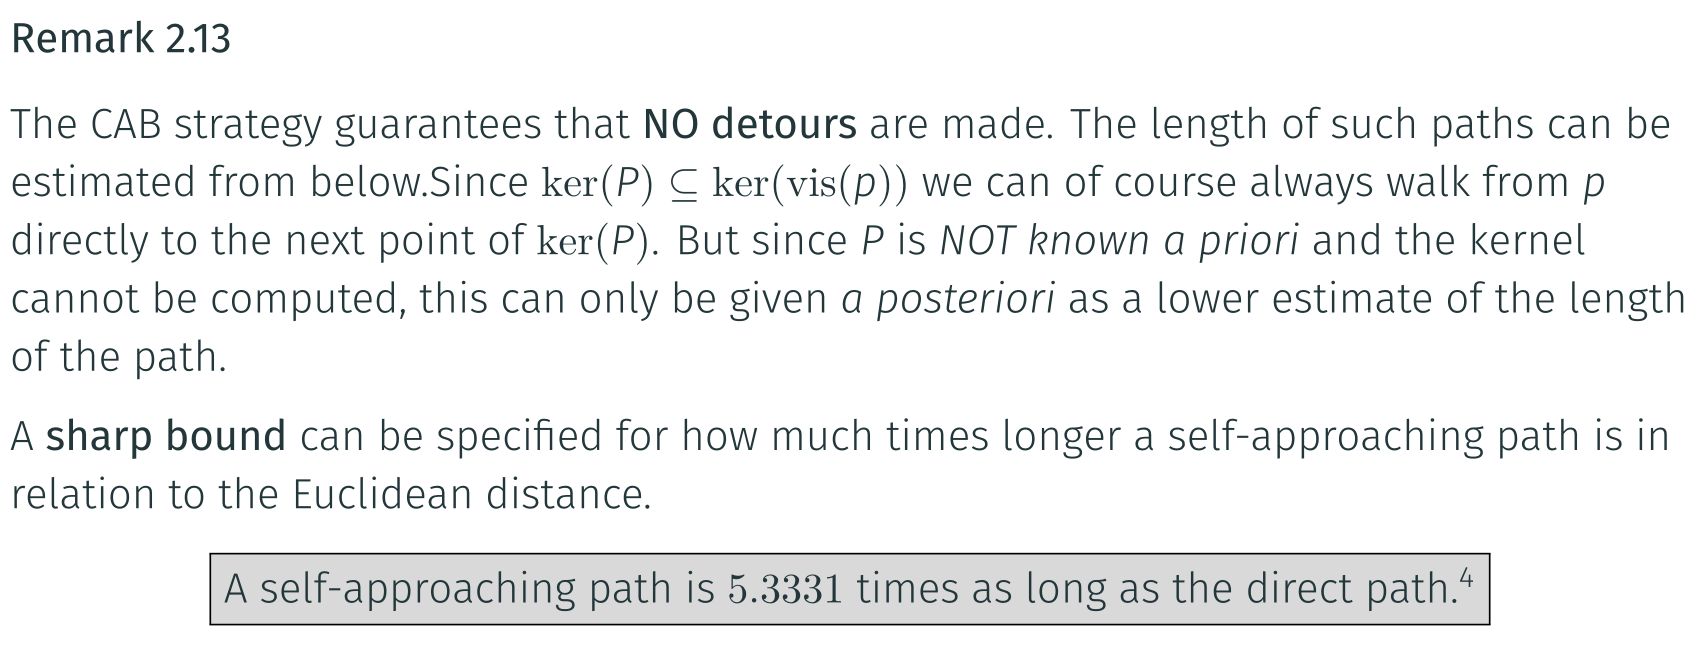 Remark 2.13
The CAB strategy guarantees that NO detours are made. The length of such paths can be
estimated from below.Since ker(P) ⊆ ker(vis(p)) we can of course always walk from p
directly to the next point of ker(P). But since P is NOT known a priori and the kernel
cannot be computed, this can only be given a posteriori as a lower estimate of the length
of the path.
A sharp bound can be specified for how much times longer a self-approaching path is in
relation to the Euclidean distance.
A self-approaching path is 5.3331 times as long as the direct path.⁴